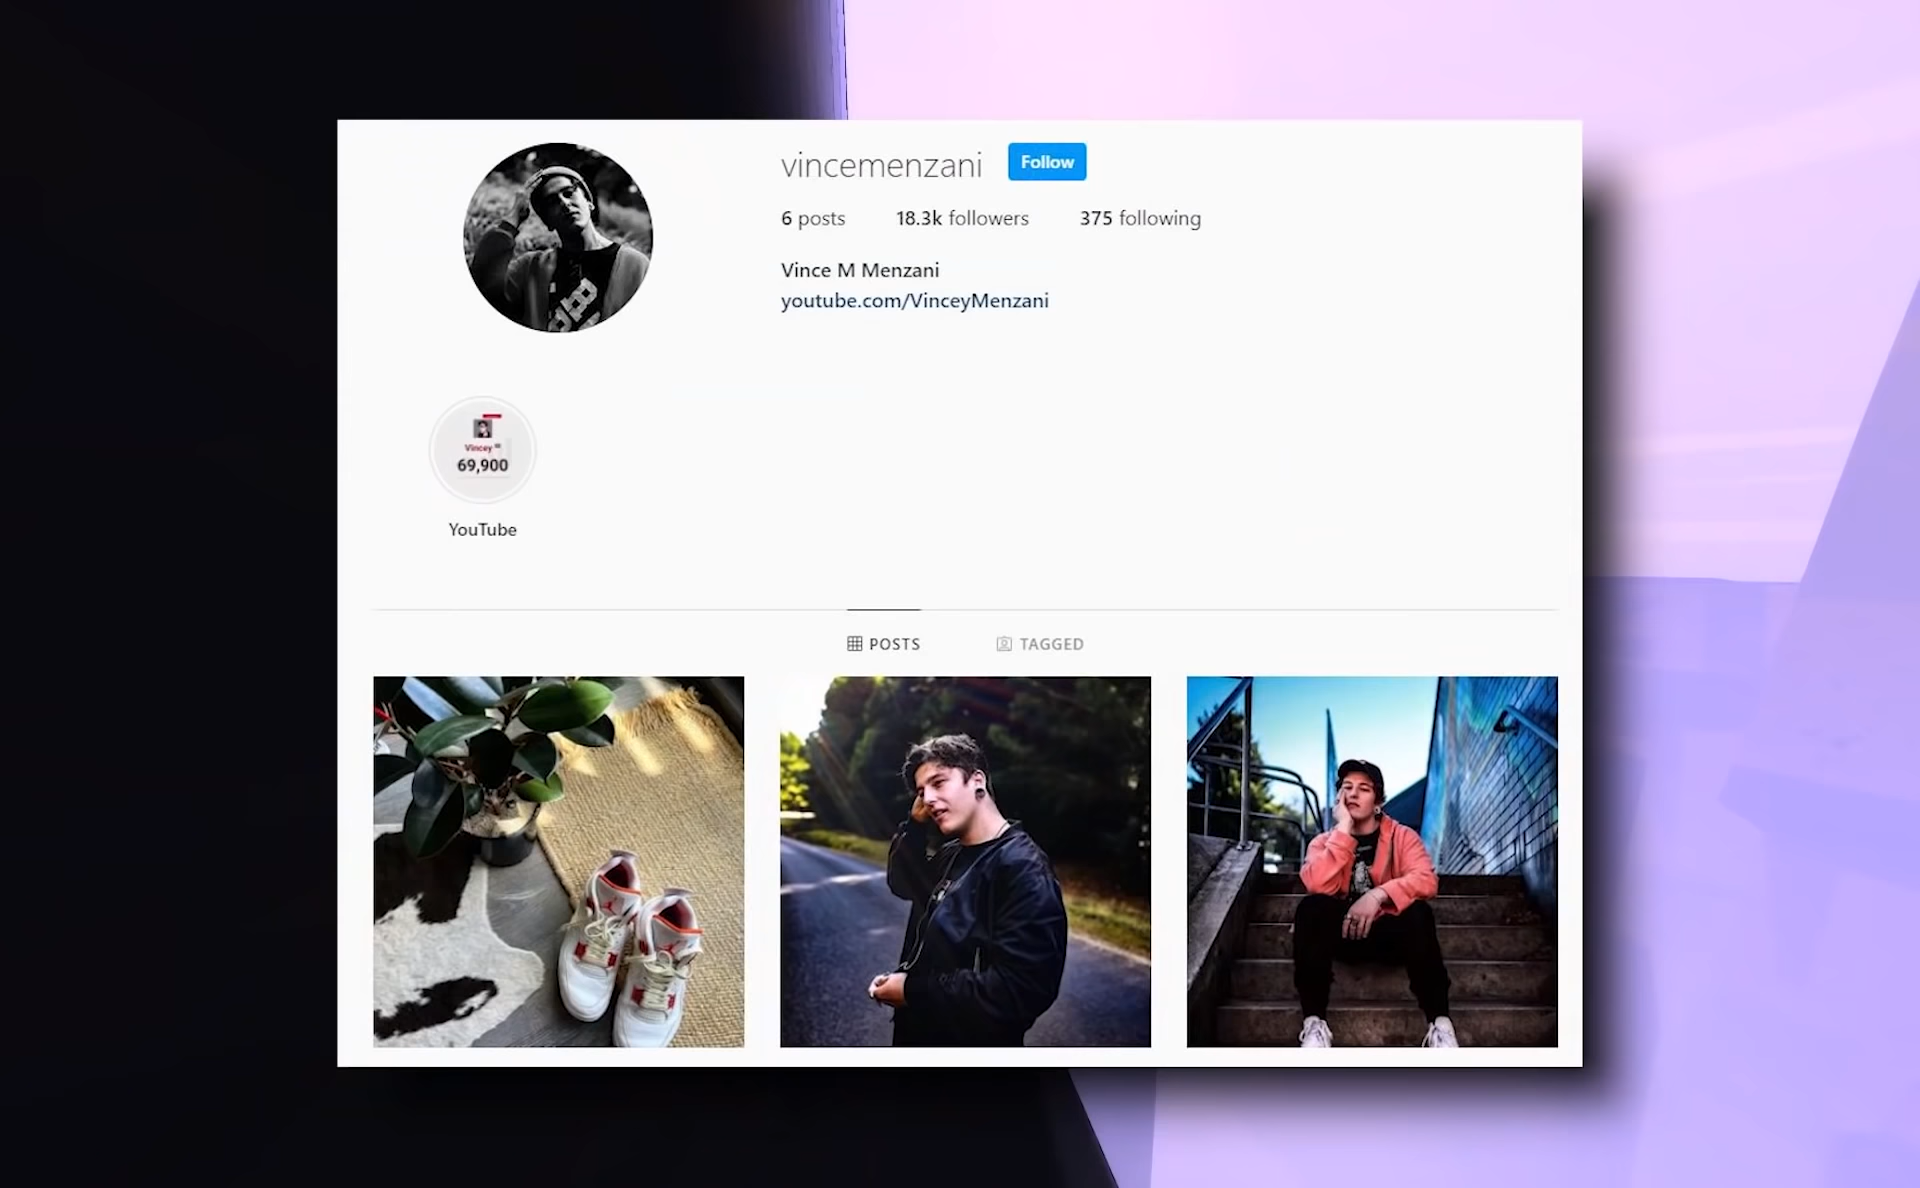 vincemenzani Follow
6 posts 18.3k followers 375 following
Vince M Menzani
youtube.com/VinceyMenzani
Vincey
69,900
YouTube
POSTS TAGGED